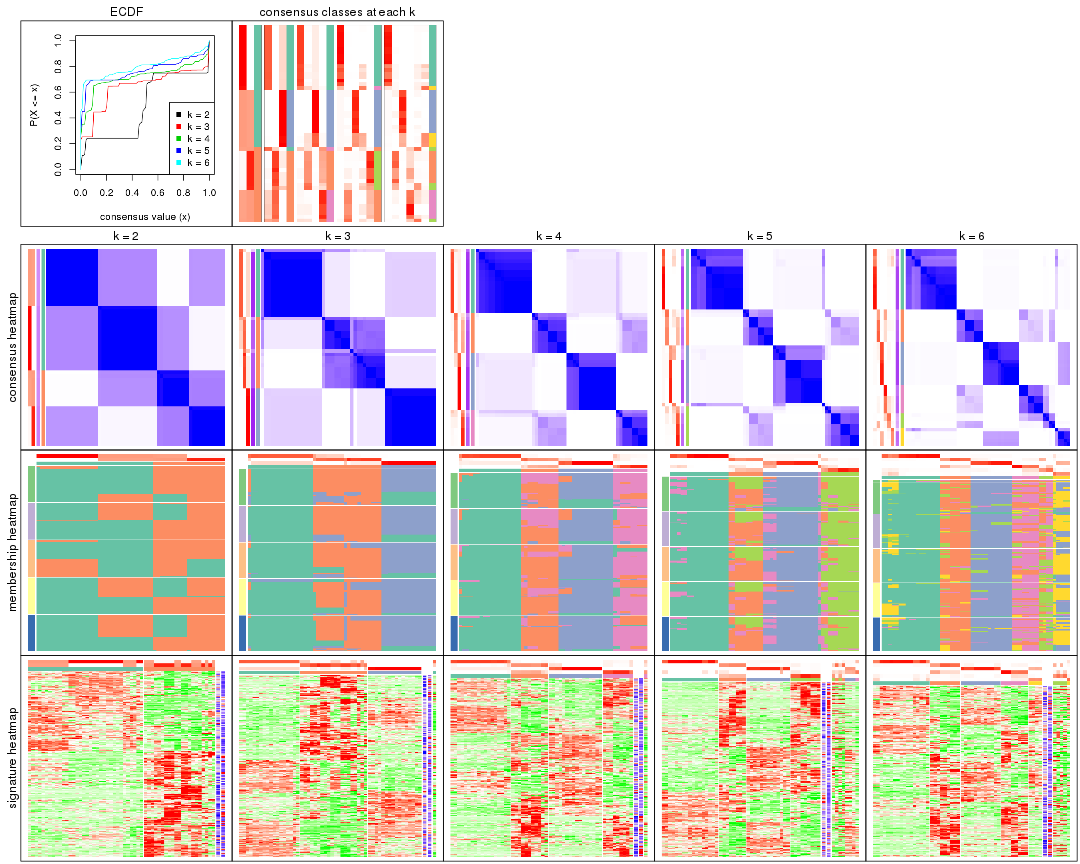 ECDF
consensus classes at each k
P(X <= x)
0.0
0.2
0.4
0.6
0.8
1.0
k = 2
k = 3
k = 4
k = 5
k = 6
0.0 0.2 0.4 0.6 0.8 1.0
consensus value (x)
k = 2
k = 3
k = 4
k = 5
k = 6
consensus heatmap
membership heatmap
signature heatmap